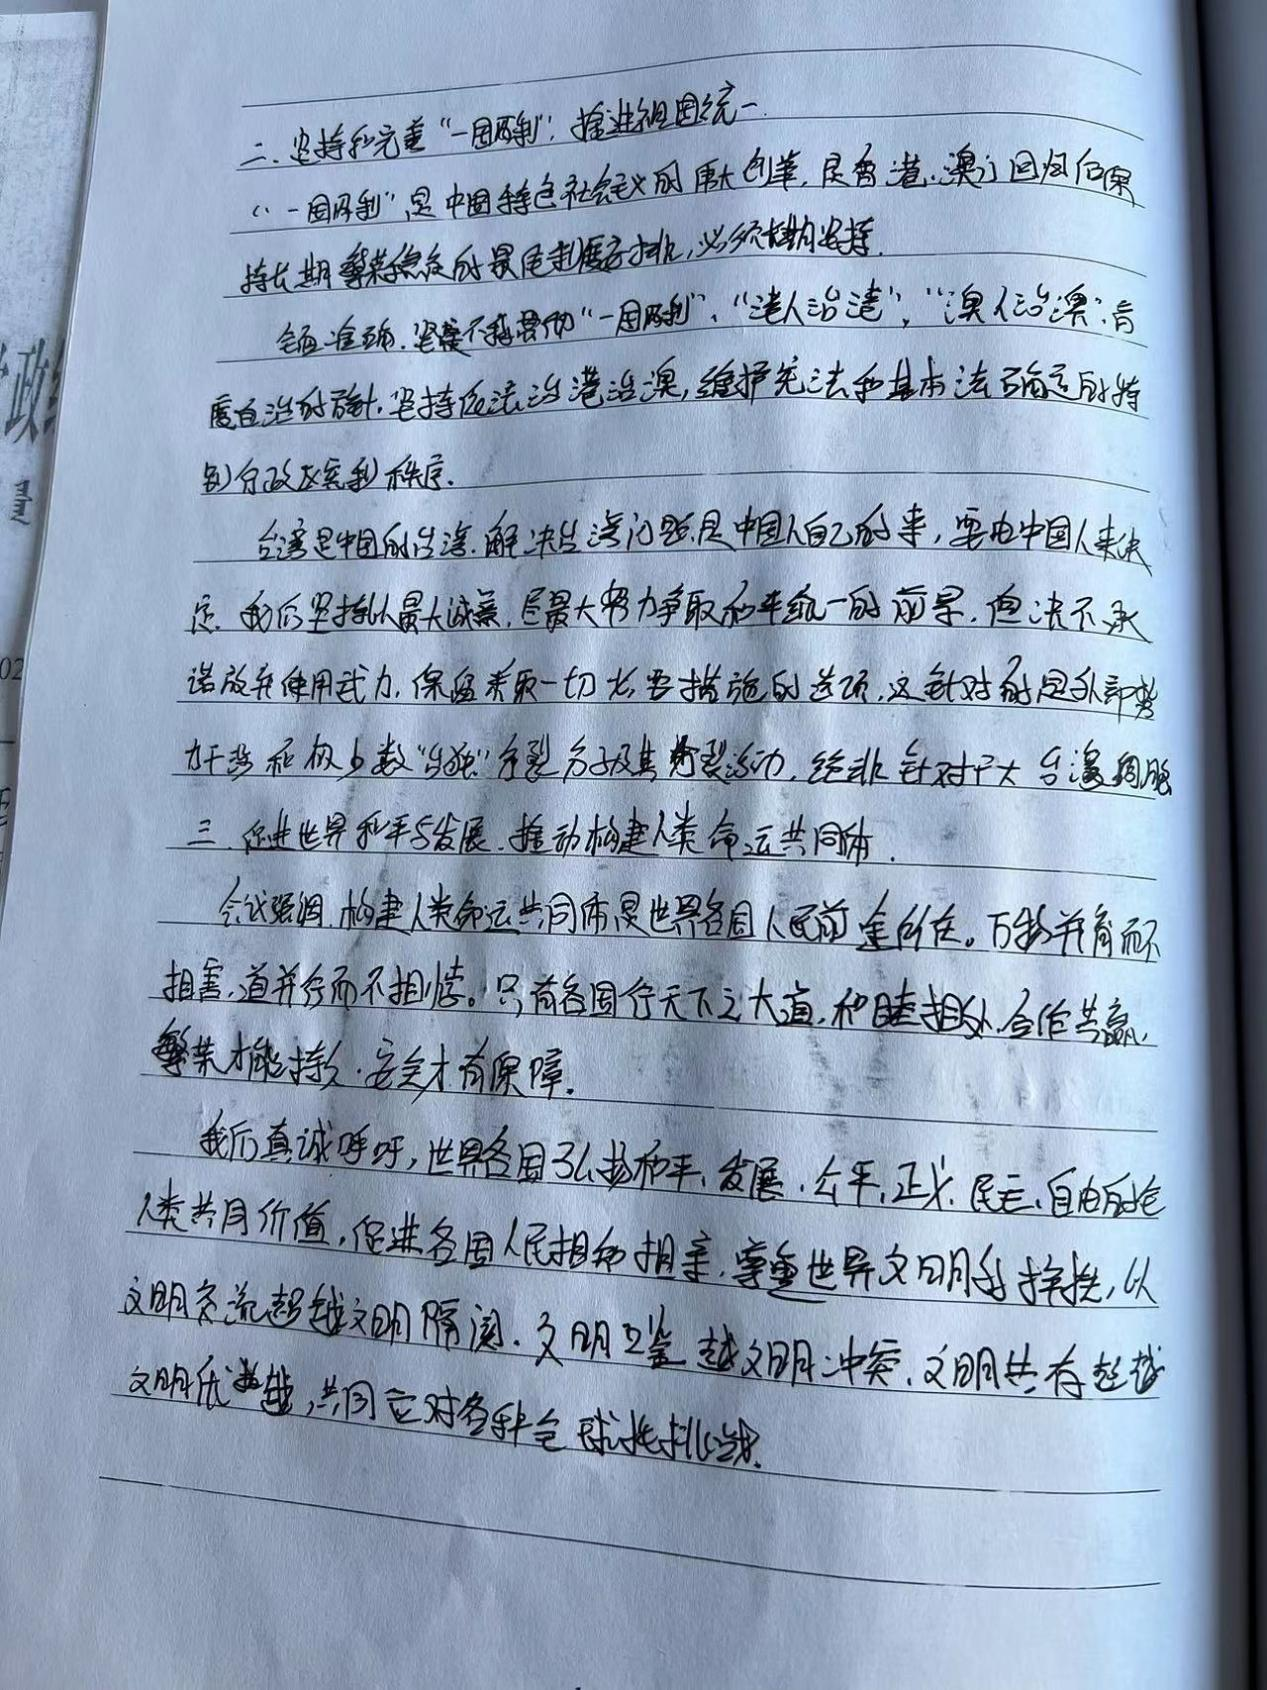 二、坚持和完善“一国两制”,推进祖国统一.
“一国两制”是中国特色社会主义的伟大创举,是香港、澳门回归后保
持长期繁荣稳定的最佳制度安排,必须长期坚持.
全面准确、坚定不移贯彻“一国两制”、“港人治港”、“澳人治澳”、高
度自治的方针,坚持依法治港治澳,维护宪法和基本法确定的特
别行政区宪制秩序.
台湾是中国的台湾.解决台湾问题是中国人自己的事,要由中国人来决
定.我们坚持以最大诚意,尽最大努力争取和平统一的前景,但决不承
诺放弃使用武力,保留采取一切必要措施的选项,这针对的是外部势
力干涉和极少数“台独”分裂分子及其分裂活动,绝非针对广大台湾同胞
三、促进世界和平与发展,推动构建人类命运共同体.
会议强调,构建人类命运共同体是世界各国人民前途所在。万物并育而不
相害,道并行而不相悖。只有各国行天下之大道,和睦相处、合作共赢,
繁荣才能持久,安全才有保障.
我们真诚呼吁,世界各国弘扬和平、发展、公平、正义、民主、自由的全
人类共同价值,促进各国人民相知相亲,尊重世界文明多样性,以
文明交流超越文明隔阂、文明互鉴越文明冲突、文明共存超越
文明优越,共同应对各种全球性挑战.
政
量
02